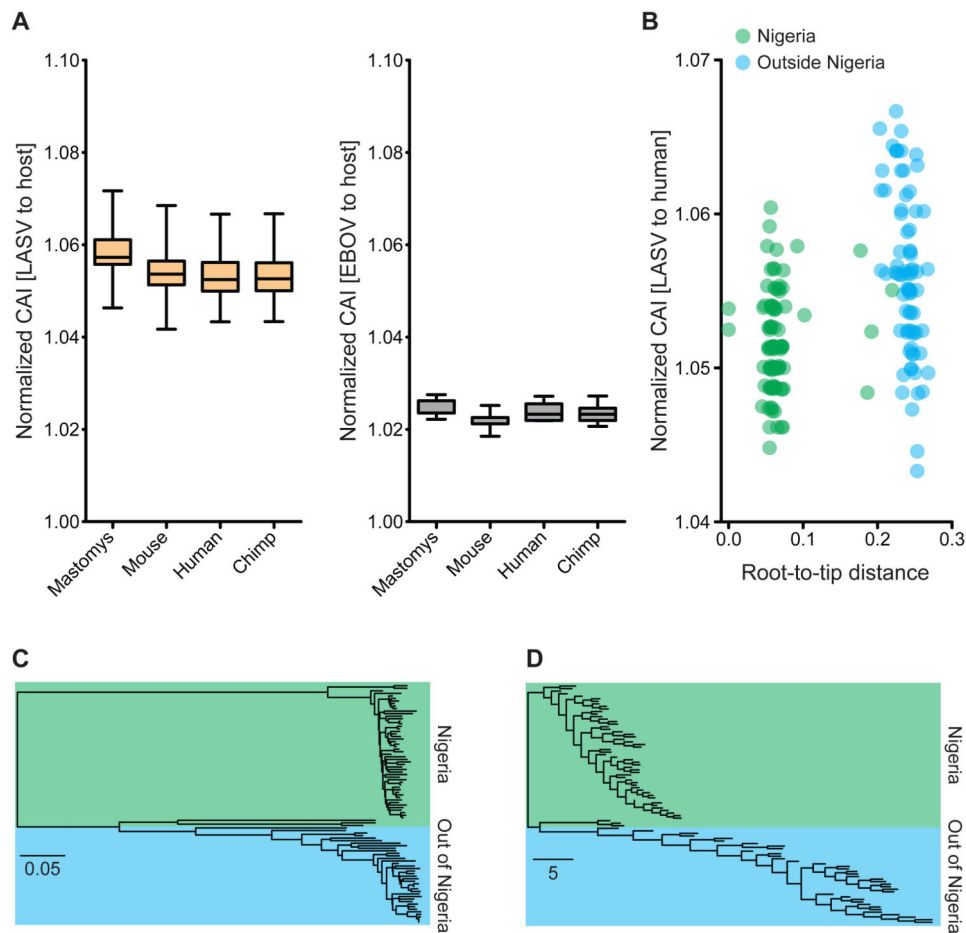 A
Normalized CAI [LASV to host]
1.10
1.08
1.06
1.04
1.02
1.00
Mastomys
Mouse
Human
Chimp
Normalized CAI [EBOV to host]
1.10
1.08
1.06
1.04
1.02
1.00
Mastomys
Mouse
Human
Chimp
B
Nigeria
Outside Nigeria
Normalized CAI [LASV to human]
1.07
1.06
1.05
1.04
0.0
0.1
0.2
0.3
Root-to-tip distance
C
Nigeria
Out of Nigeria
0.05
D
Nigeria
Out of Nigeria
5